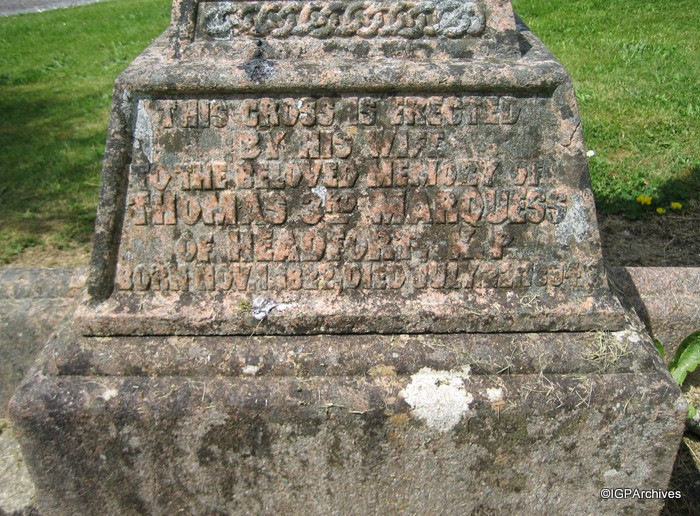 THIS CROSS IS ERECTED
BY HIS WIFE
TO THE BELOVED MEMORY OF
THOMAS 3RD MARQUESS
OF HEADFORT, K.P.
BORN NOV. 1. 1822, DIED JULY
©IGPArchives